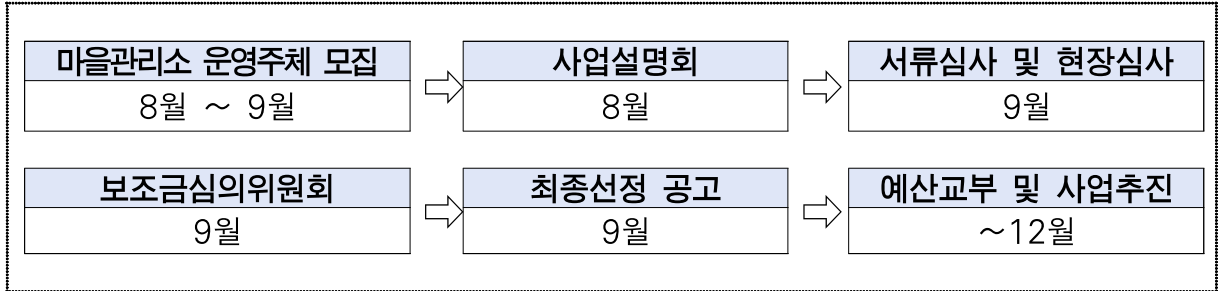 마을관리소 운영주체 모집
8월 ~ 9월
사업설명회
8월
서류심사 및 현장심사
9월
보조금심의위원회
9월
최종선정 공고
9월
예산교부 및 사업추진
~12월